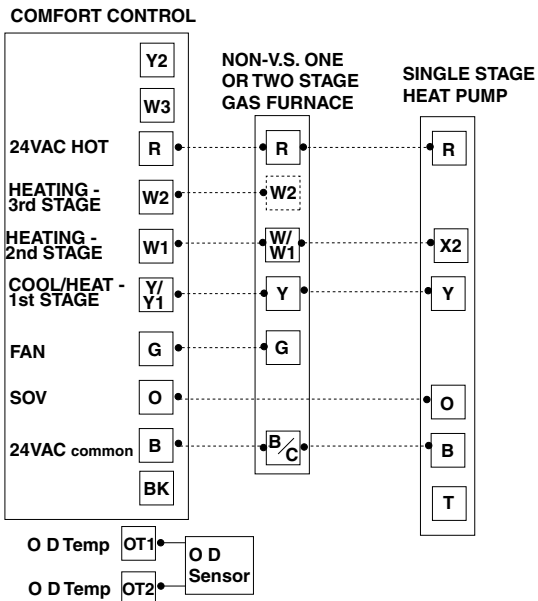 COMFORT CONTROL
NON-V.S. ONE
OR TWO STAGE
GAS FURNACE
SINGLE STAGE
HEAT PUMP
Y2
W3
24VAC HOT R R R
HEATING -
3rd STAGE W2 W2
HEATING -
2nd STAGE W1 W/
W1 X2
COOL/HEAT -
1st STAGE Y/
Y1 Y Y
FAN G G
SOV O O
24VAC common B B/C B
BK T
O D Temp OT1
O D Temp OT2
O D
Sensor